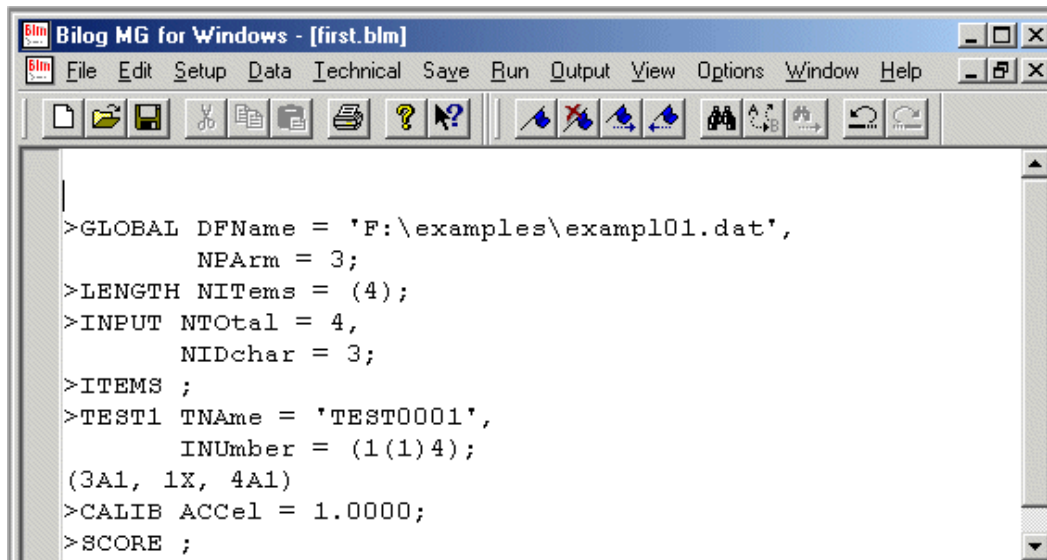 Blm Bilog MG for Windows - [first.blm]
Blm File Edit Setup Data Technical Save Run Output View Options Window Help
>GLOBAL DFName = 'F:\examples\exampl01.dat',
NPArm = 3;
>LENGTH NITems = (4);
>INPUT NTOtal = 4,
NIDchar = 3;
>ITEMS ;
>TEST1 TNAme = 'TEST0001',
INUmber = (1(1)4);
(3A1, 1X, 4A1)
>CALIB ACCel = 1.0000;
>SCORE ;